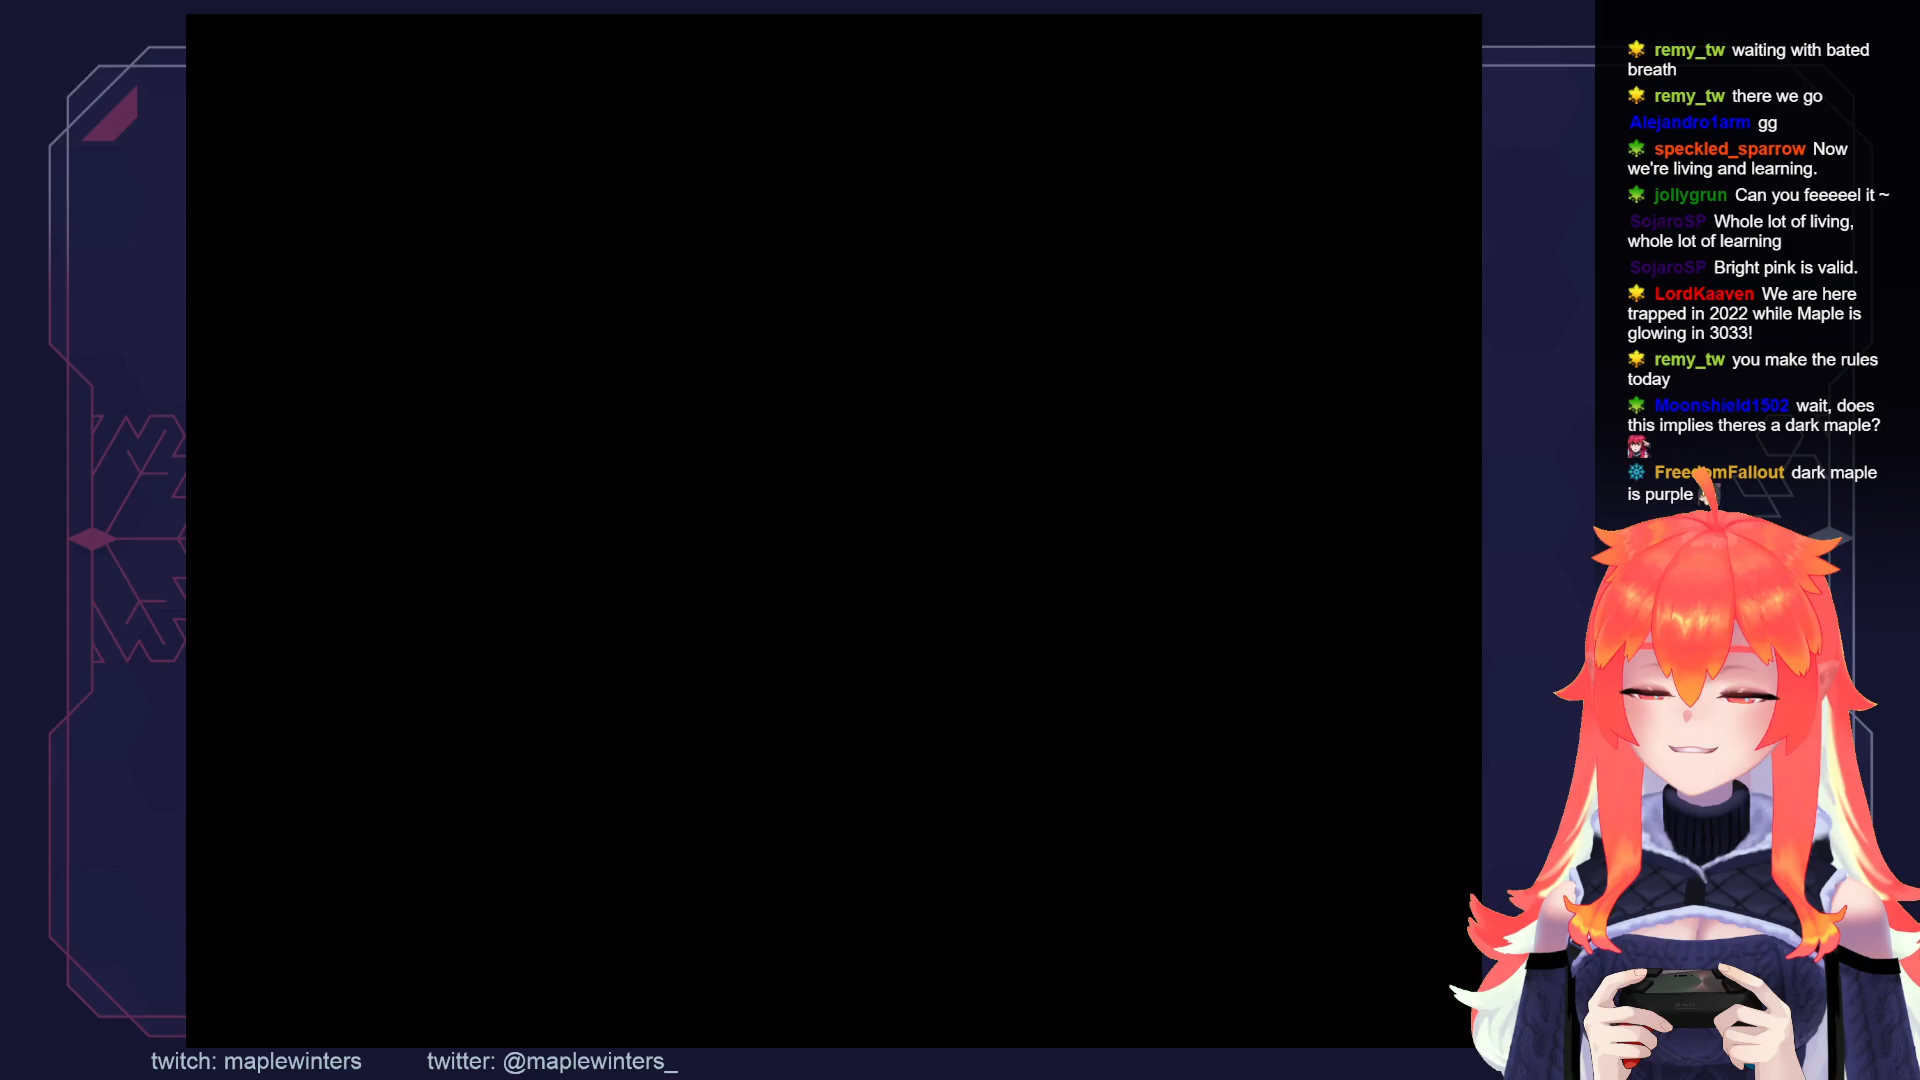 remy_tw waiting with bated
breath
remy_tw there we go
Alejandro1arm gg
speckled_sparrow Now
we're living and learning.
jollygrun Can you feeeeel it ~
SojaroSP Whole lot of living,
whole lot of learning
SojaroSP Bright pink is valid.
LordKaaven We are here
trapped in 2022 while Maple is
glowing in 3033!
remy_tw you make the rules
today
Moonshield1502 wait, does
this implies theres a dark maple?
FreedomFallout dark maple
is purple
twitch: maplewinters
twitter: @maplewinters_